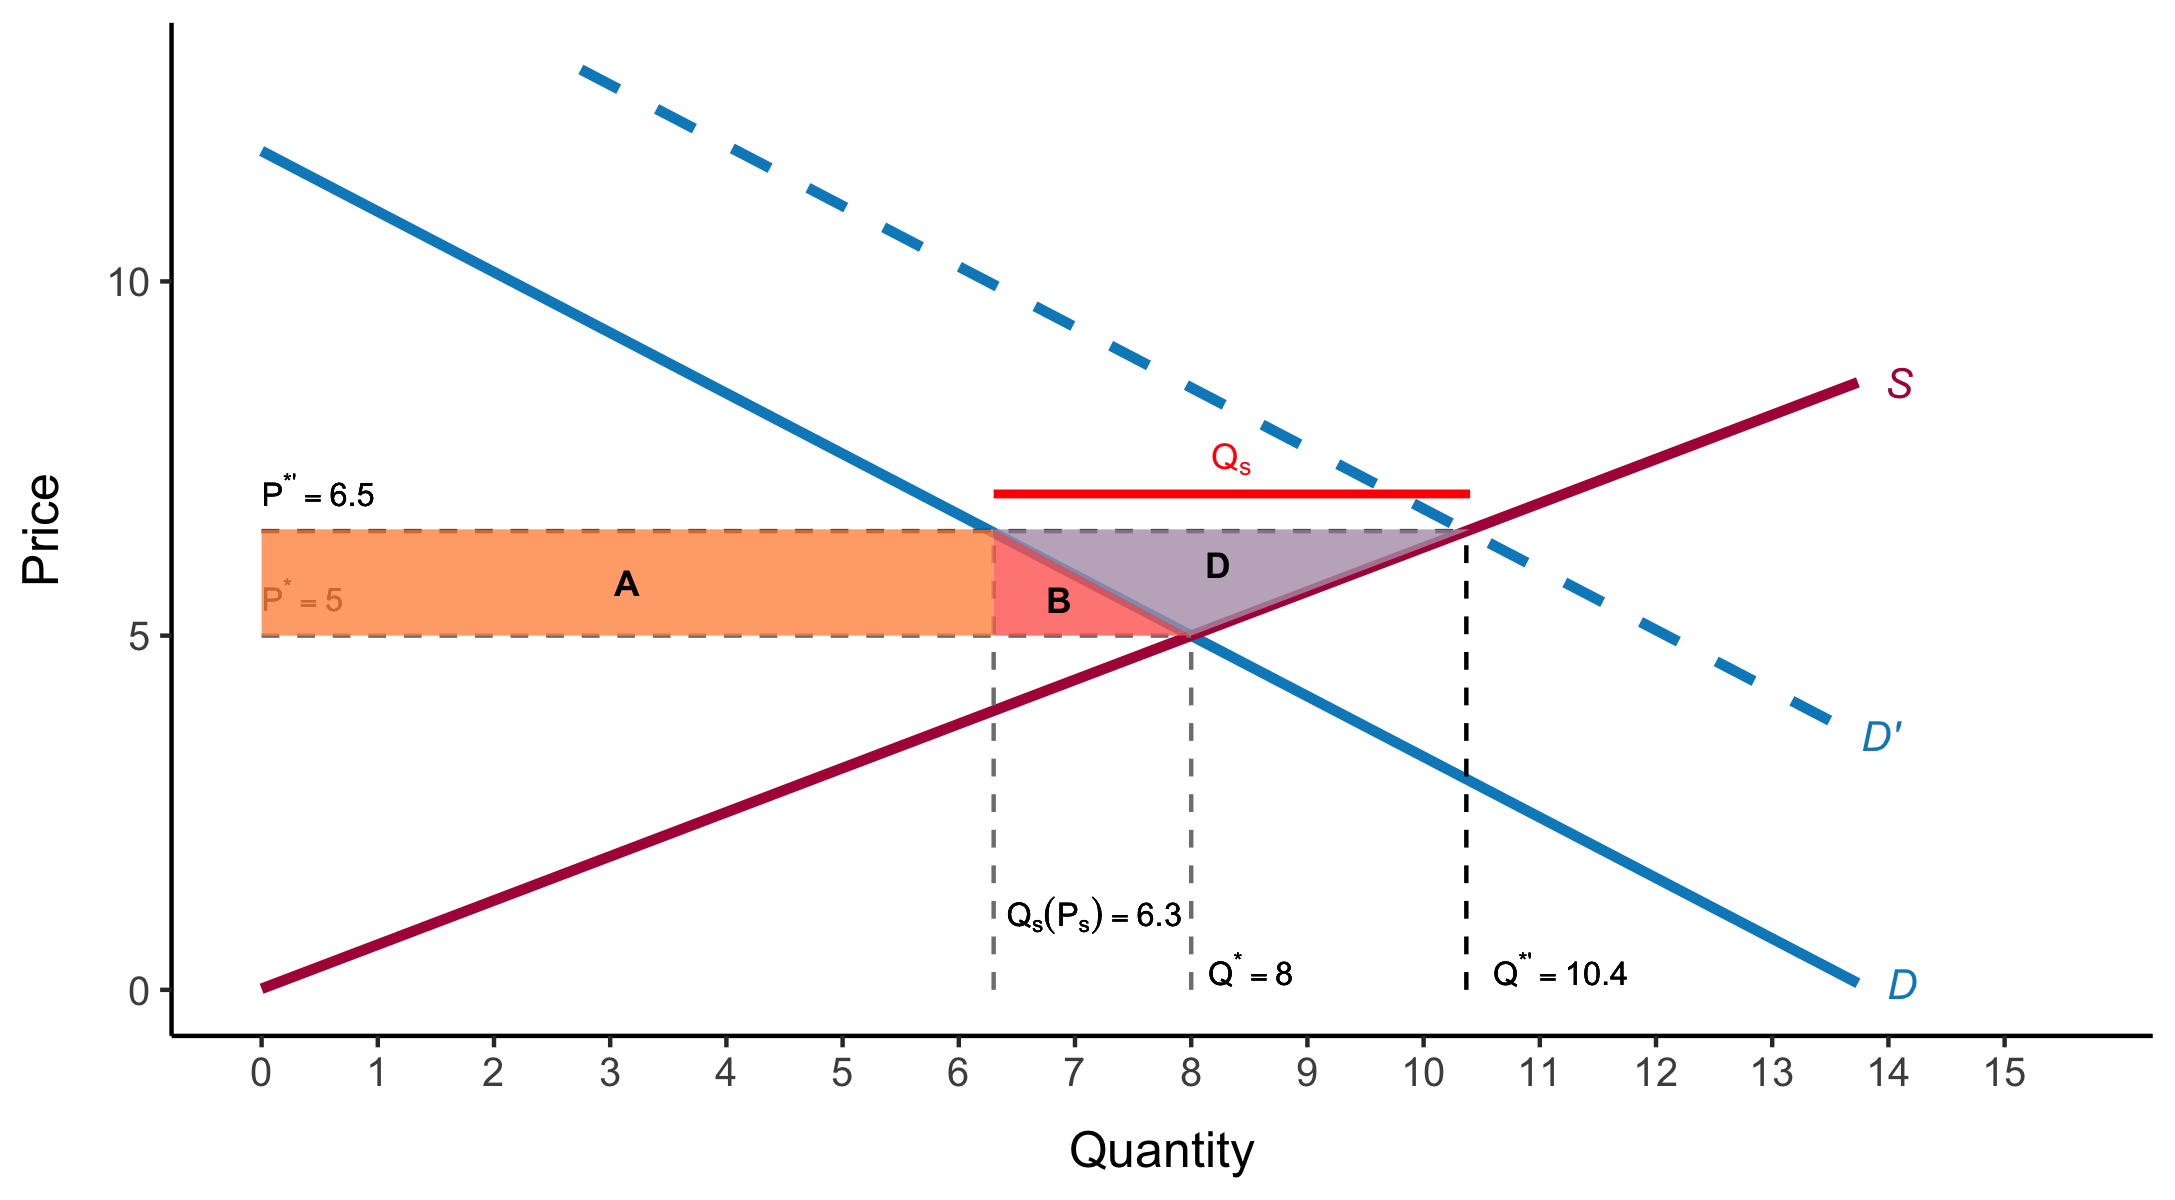 10
S
Qs
P*' = 6.5
D
A
P* = 5
B
5
D'
Qs(Ps) = 6.3
Q* = 8
Q*' = 10.4
D
0
0 1 2 3 4 5 6 7 8 9 10 11 12 13 14 15
Quantity
Price